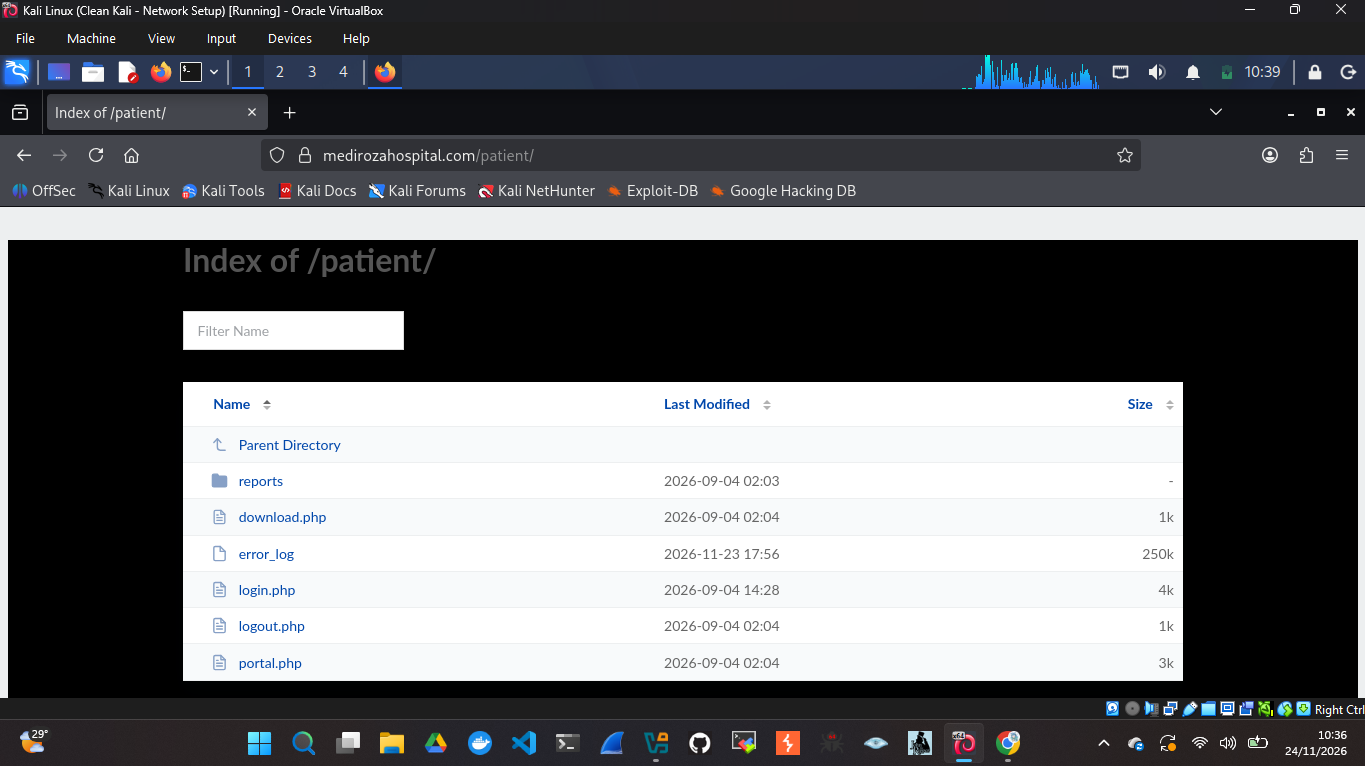 Kali Linux (Clean Kali - Network Setup) [Running] - Oracle VirtualBox
File Machine View Input Devices Help
1 2 3 4 10:39
Index of /patient/
medirozahospital.com/patient/
OffSec Kali Linux Kali Tools Kali Docs Kali Forums Kali NetHunter Exploit-DB Google Hacking DB
Index of /patient/
Filter Name
Name Last Modified Size
Parent Directory
reports 2026-09-04 02:03 -
download.php 2026-09-04 02:04 1k
error_log 2026-11-23 17:56 250k
login.php 2026-09-04 14:28 4k
logout.php 2026-09-04 02:04 1k
portal.php 2026-09-04 02:04 3k
Right Ctrl
29°
10:36
24/11/2026